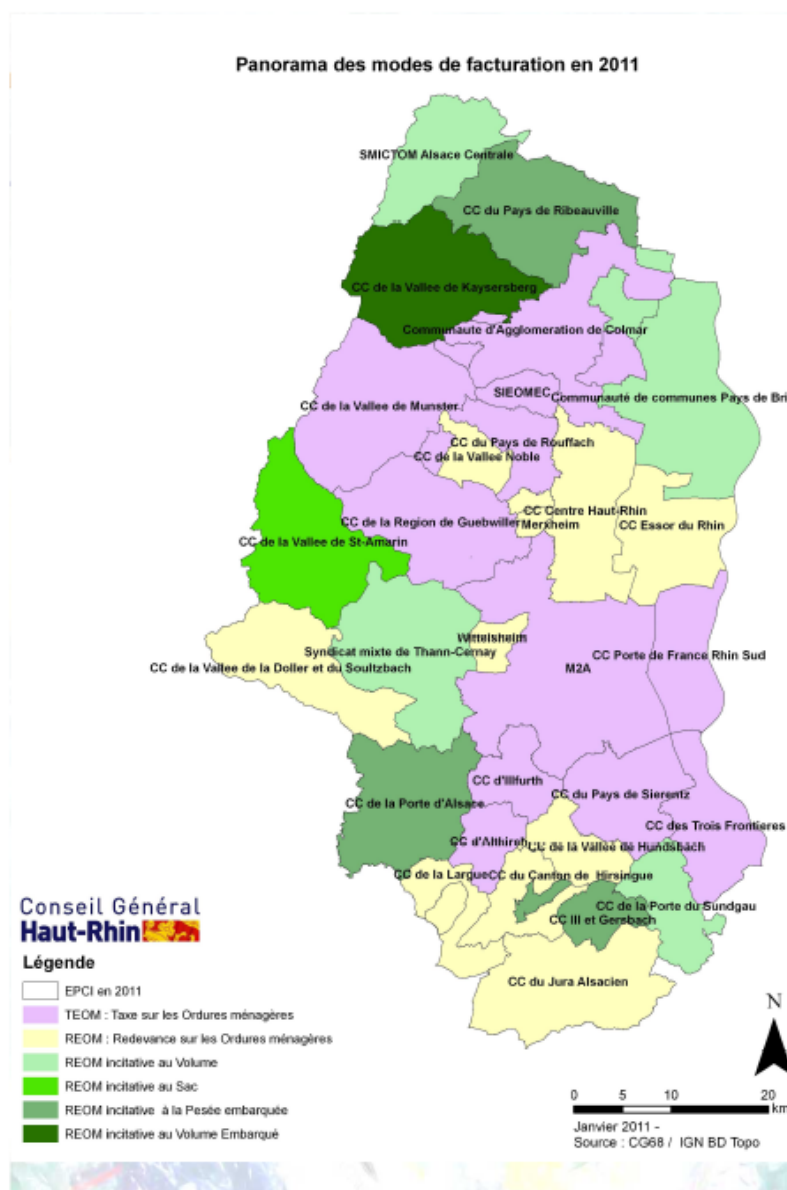 Panorama des modes de facturation en 2011
SMICTOM Alsace Centrale
CC du Pays de Ribeauville
CC de la Vallee de Kaysersberg
Communaute d'Agglomeration de Colmar
SIEOMEC
Communauté de communes Pays de Bri
CC de la Vallee de Munster
CC du Pays de Rouffach
CC de la Vallee Noble
CC Centre Haut-Rhin
CC de la Region de Guebwiller
Merxheim
CC Essor du Rhin
CC de la Vallee de St-Amarin
Wittelsheim
Syndicat mixte de Thann-Cernay
CC Porte de France Rhin Sud
CC de la Vallee de la Doller et du Soultzbach
M2A
CC d'Illfurth
CC du Pays de Sierentz
CC de la Porte d'Alsace
CC des Trois Frontieres
CC d'Althirch
CC de la Vallee de Hundsbach
CC de la Largue
CC du Canton de Hirsingue
CC de la Porte du Sundgau
CC Ill et Gersbach
CC du Jura Alsacien
Conseil Général
Haut-Rhin
Légende
EPCI en 2011
TEOM : Taxe sur les Ordures ménagères
REOM : Redevance sur les Ordures ménagères
REOM incitative au Volume
REOM incitative au Sac
REOM incitative à la Pesée embarquée
REOM incitative au Volume Embarqué
N
0 5 10 20
km
Janvier 2011 -
Source : CG68 / IGN BD Topo